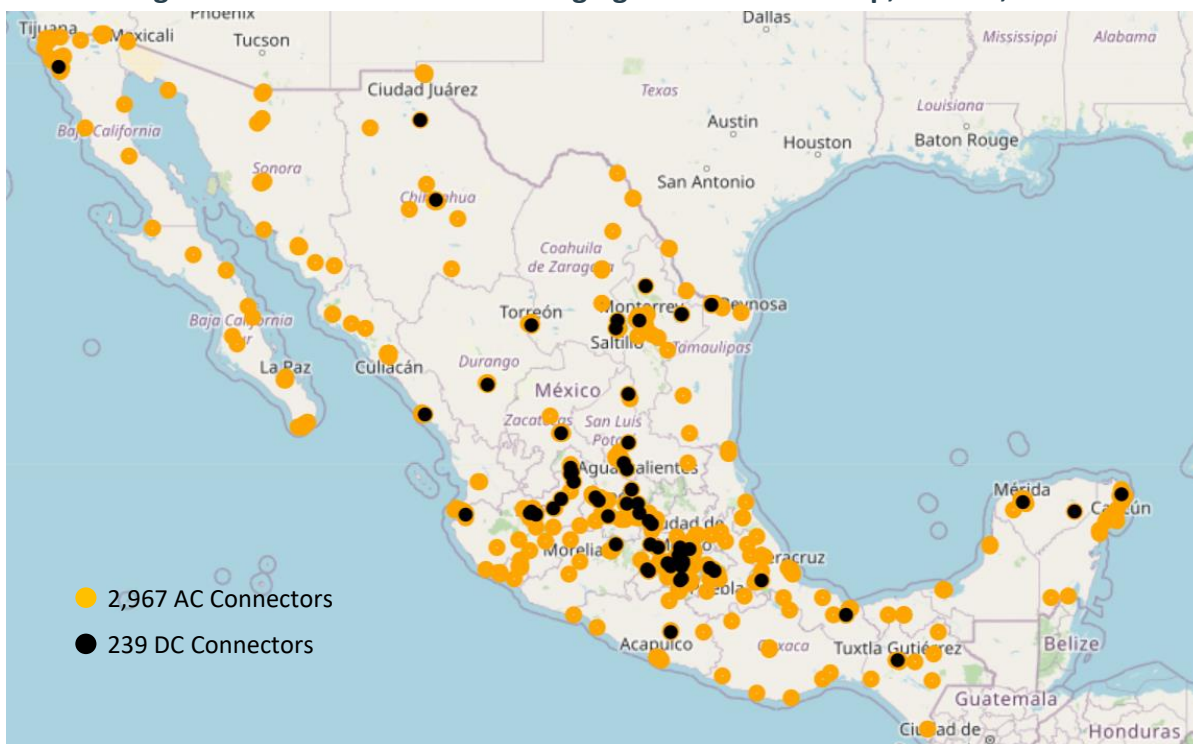 Phoenix
Dallas
Tijuana
Mexicali
Mississippi
Alabama
Tucson
Ciudad Juárez
Texas
Louisiana
Austin
Baton Rouge
Houston
Baja California
San Antonio
Sonora
Chihuahua
Coahuila
de Zaragoza
Torreón
Monterrey
Reynosa
Baja California
Sur
Saltillo
Tamaulipas
La Paz
Culiacán
Durango
México
Zacatecas
San Luis
Potosí
Aguascalientes
Mérida
Cancún
Ciudad de
México
Morelia
Veracruz
Puebla
2,967 AC Connectors
239 DC Connectors
Acapulco
Oaxaca
Tuxtla Gutiérrez
Belize
Guatemala
Ciudad de
Honduras